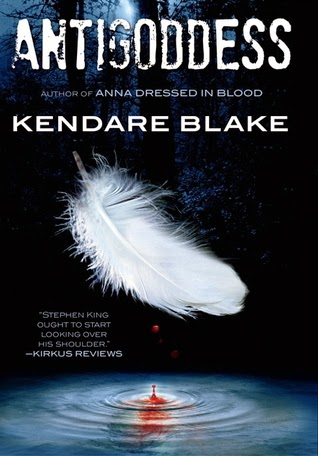 ANTIGODDESS
AUTHOR OF ANNA DRESSED IN BLOOD
KENDARE BLAKE
"STEPHEN KING
OUGHT TO START
LOOKING OVER
HIS SHOULDER."
—KIRKUS REVIEWS